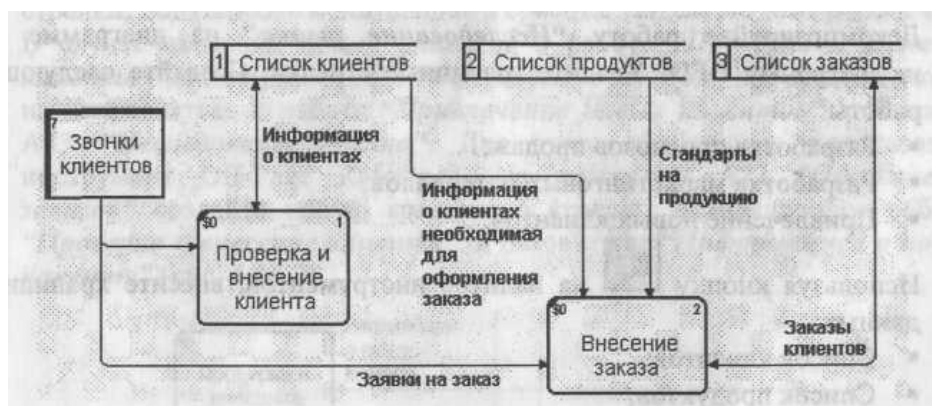 1 Список клиентов
2 Список продуктов
3 Список заказов
7
Звонки
клиентов
Информация
о клиентах
Стандарты
на
продукцию
Информация
о клиентах
необходимая
для
оформления
заказа
$0 1
Проверка и
внесение
клиента
$0 2
Внесение
заказа
Заказы
клиентов
Заявки на заказ